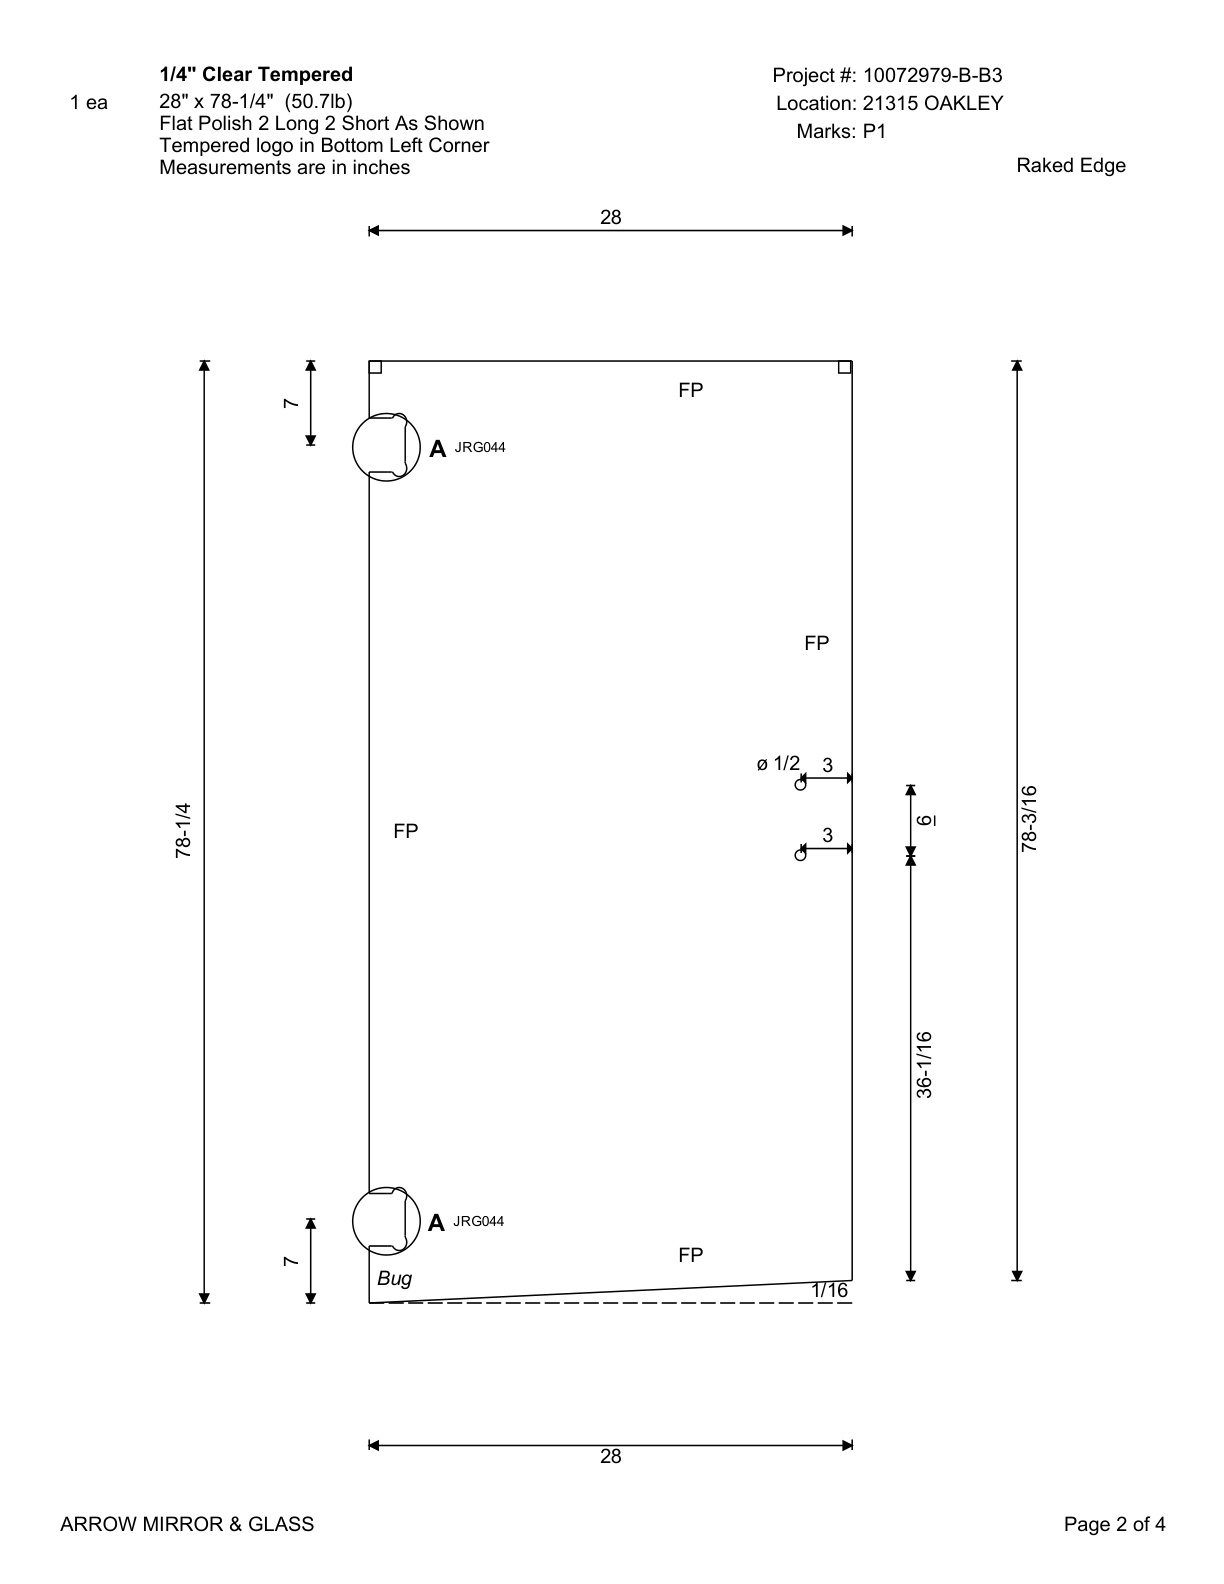 1/4" Clear Tempered
1 ea
28" x 78-1/4" (50.7lb)
Flat Polish 2 Long 2 Short As Shown
Tempered logo in Bottom Left Corner
Measurements are in inches
Project #: 10072979-B-B3
Location: 21315 OAKLEY
Marks: P1
Raked Edge
28
7
FP
A JRG044
FP
ø 1/2
3
6
78-1/4
FP
3
78-3/16
36-1/16
A JRG044
7
FP
Bug
1/16
28
ARROW MIRROR & GLASS
Page 2 of 4